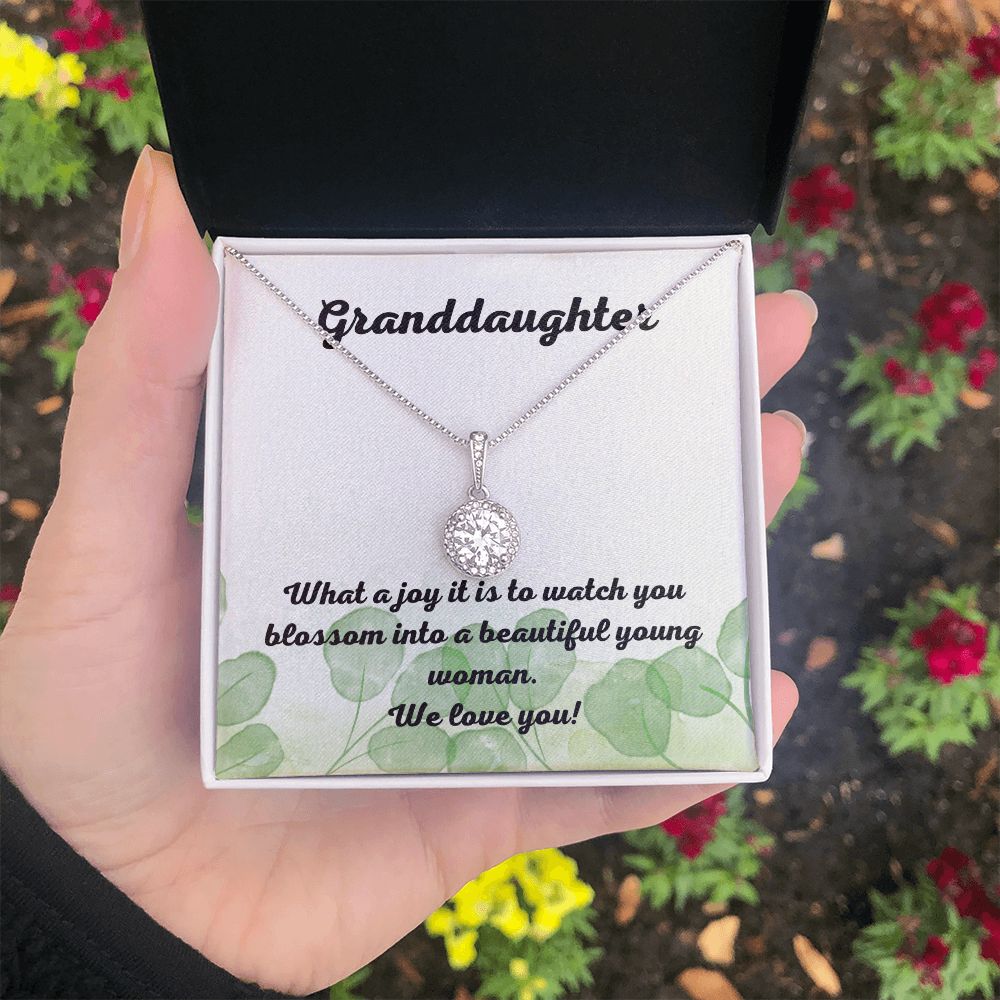 Granddaughter
What a joy it is to watch you
blossom into a beautiful young
woman.
We love you!